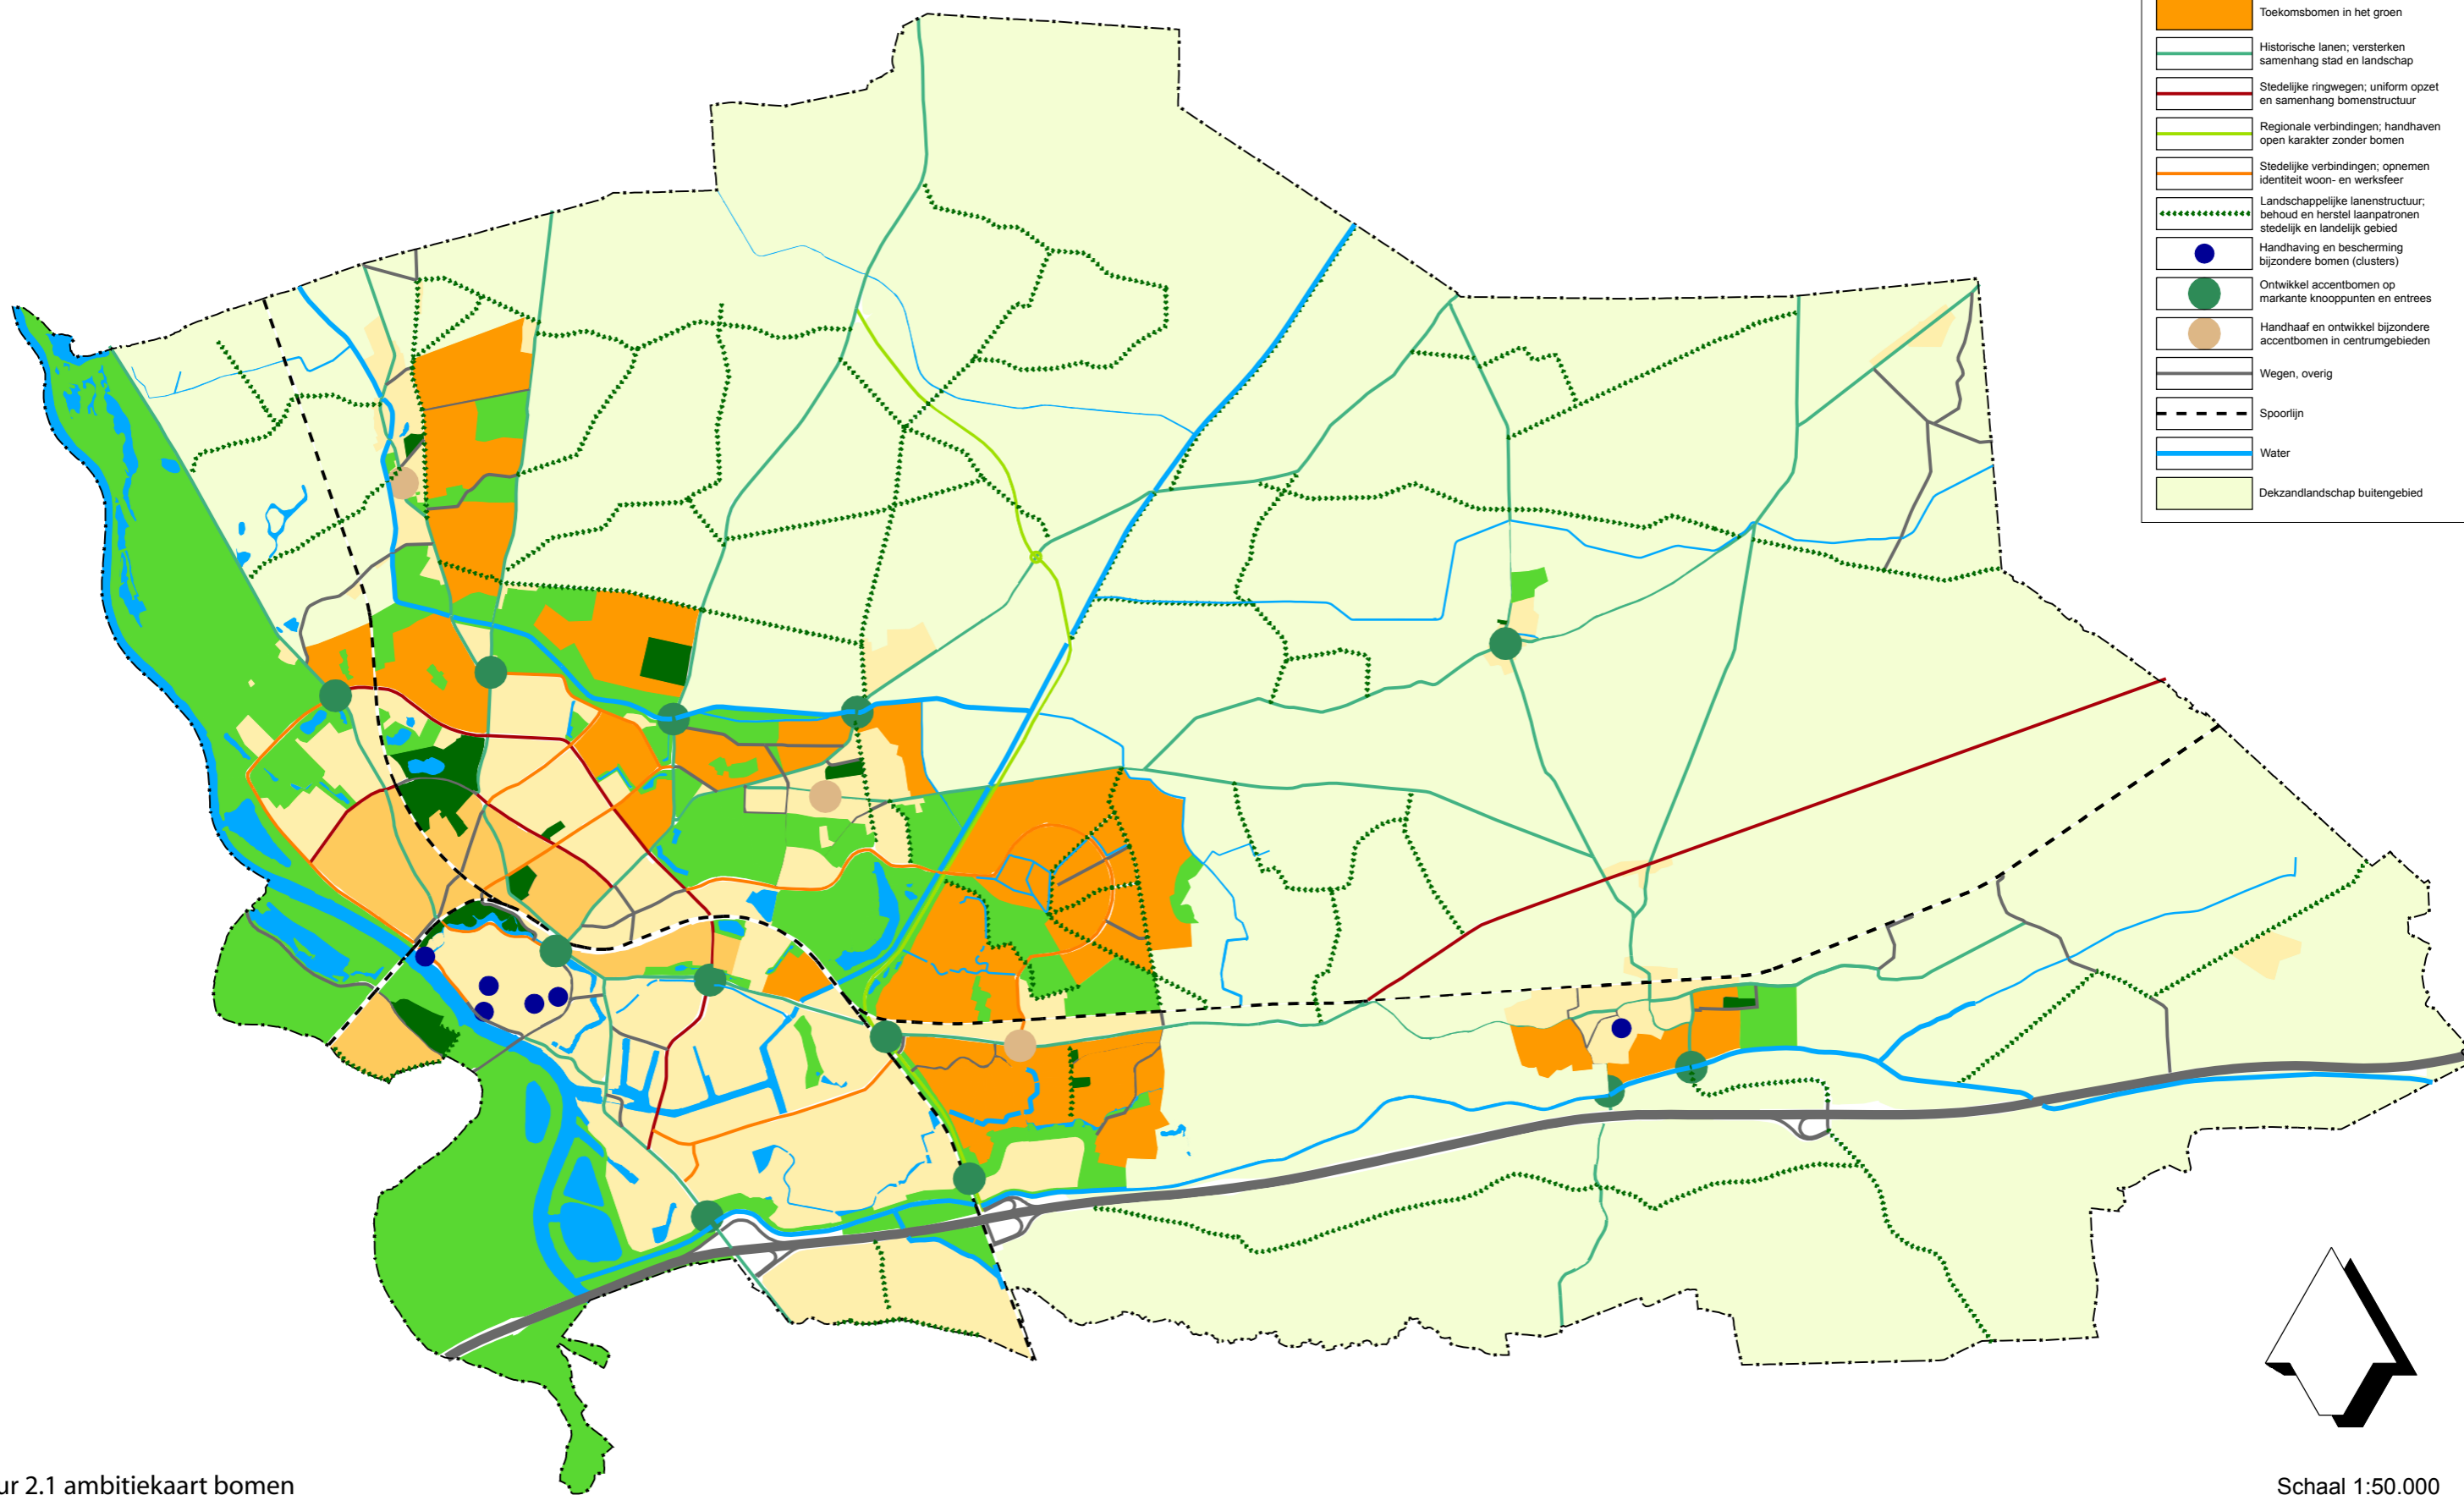 Toekomsbomen in het groen
Historische lanen; versterken
samenhang stad en landschap
Stedelijke ringwegen; uniform opzet
en samenhang bomenstructuur
Regionale verbindingen; handhaven
open karakter zonder bomen
Stedelijke verbindingen; opnemen
identiteit woon- en werksfeer
Landschappelijke lanenstructuur;
behoud en herstel laanpatronen
stedelijk en landelijk gebied
Handhaving en bescherming
bijzondere bomen (clusters)
Ontwikkel accentbomen op
markante knooppunten en entrees
Handhaaf en ontwikkel bijzondere
accentbomen in centrumgebieden
Wegen, overig
Spoorlijn
Water
Dekzandlandschap buitengebied
ur 2.1 ambitiekaart bomen
Schaal 1:50.000